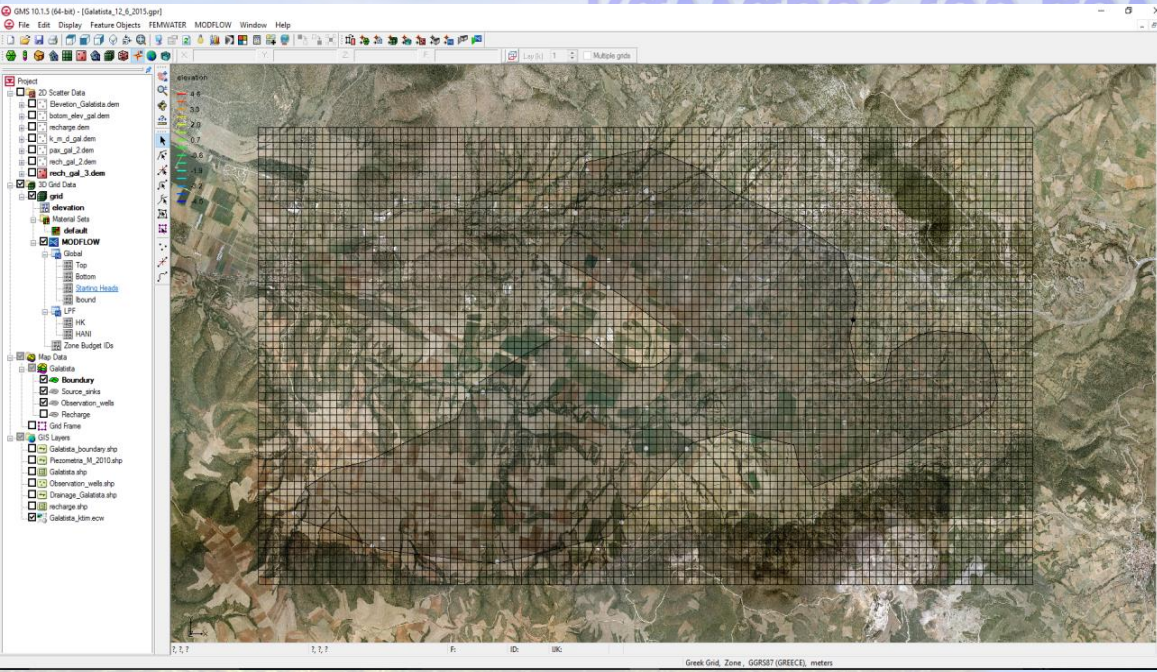 GMS 10.1.5 (64-bit) - [Galatista_12_6_2015.gpr]
File Edit Display Feature Objects FEMWATER MODFLOW Window Help
X: Y: Z: F: Lay (k): 1 Multiple grids
Project
2D Scatter Data
Elevetion_Galatista.dem
botom_elev_gal.dem
recharge.dem
k_m_d_gal.dem
pax_gal_2.dem
rech_gal_2.dem
rech_gal_3.dem
3D Grid Data
grid
elevation
Material Sets
default
MODFLOW
Global
Top
Bottom
Starting Heads
Ibound
LPF
HK
HANI
Zone Budget IDs
Map Data
Galatista
Boundary
Source_sinks
Observation_wells
Recharge
Grid Frame
GIS Layers
Galatista_boundary.shp
Piezometria_M_2010.shp
Galatista.shp
Observation_wells.shp
Drainage_Galatista.shp
recharge.shp
Galatista_ktim.ecw
elevation
?, ?, ? ?, ?, ? F: ID: IJK:
Greek Grid, Zone , GGRS87 (GREECE), meters